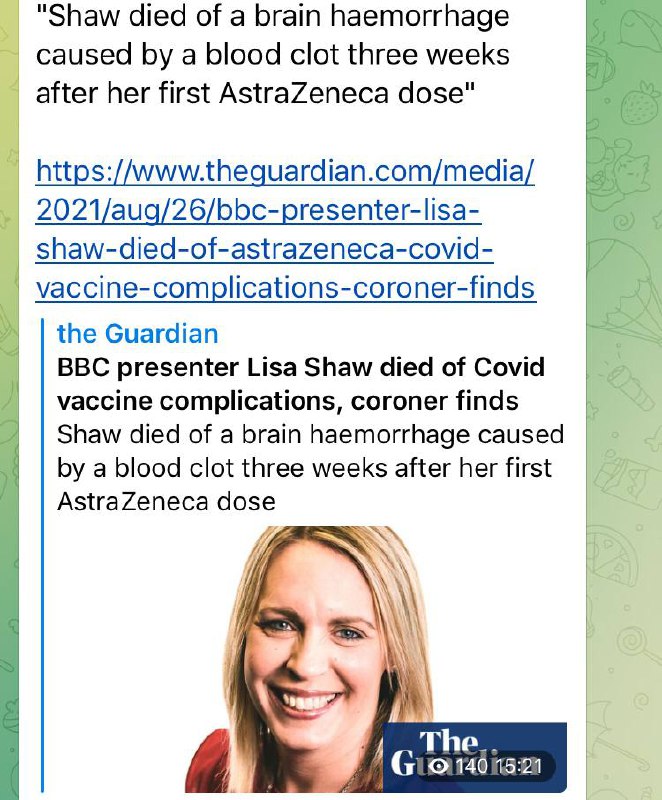 "Shaw died of a brain haemorrhage
caused by a blood clot three weeks
after her first AstraZeneca dose"
https://www.theguardian.com/media/
2021/aug/26/bbc-presenter-lisa-
shaw-died-of-astrazeneca-covid-
vaccine-complications-coroner-finds
the Guardian
BBC presenter Lisa Shaw died of Covid
vaccine complications, coroner finds
Shaw died of a brain haemorrhage caused
by a blood clot three weeks after her first
AstraZeneca dose
The
Guardian
140 15:21